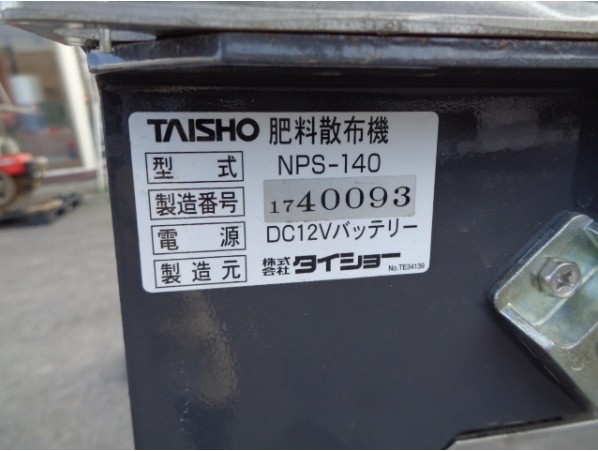 TAISHO 肥料散布機
型式 NPS-140
製造番号 1740093
電源 DC12Vバッテリー
製造元 株式会社 タイショー
No.TE34139